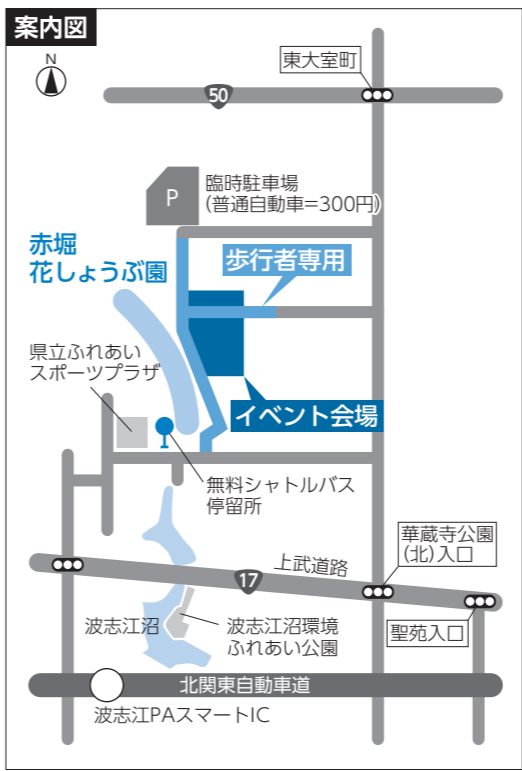 案内図
N
東大室町
50
P
臨時駐車場
(普通自動車=300円)
赤堀
花しょうぶ園
歩行者専用
県立ふれあい
スポーツプラザ
イベント会場
無料シャトルバス
停留所
華蔵寺公園
(北)入口
上武道路
17
波志江沼
波志江沼環境
ふれあい公園
聖苑入口
北関東自動車道
波志江PAスマートIC